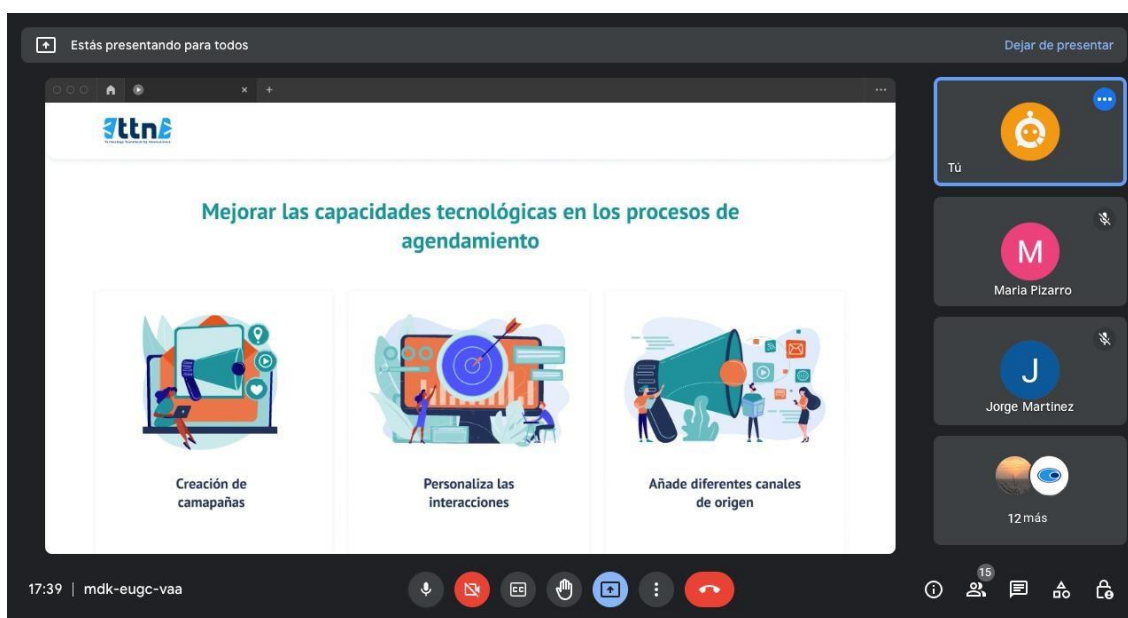 Estás presentando para todos
Dejar de presentar
ttn
Mejorar las capacidades tecnológicas en los procesos de
agendamiento
Creación de
camapañas
Personaliza las
interacciones
Añade diferentes canales
de origen
Tú
M
Maria Pizarro
J
Jorge Martinez
12 más
17:39 | mdk-eugc-vaa
CC
15